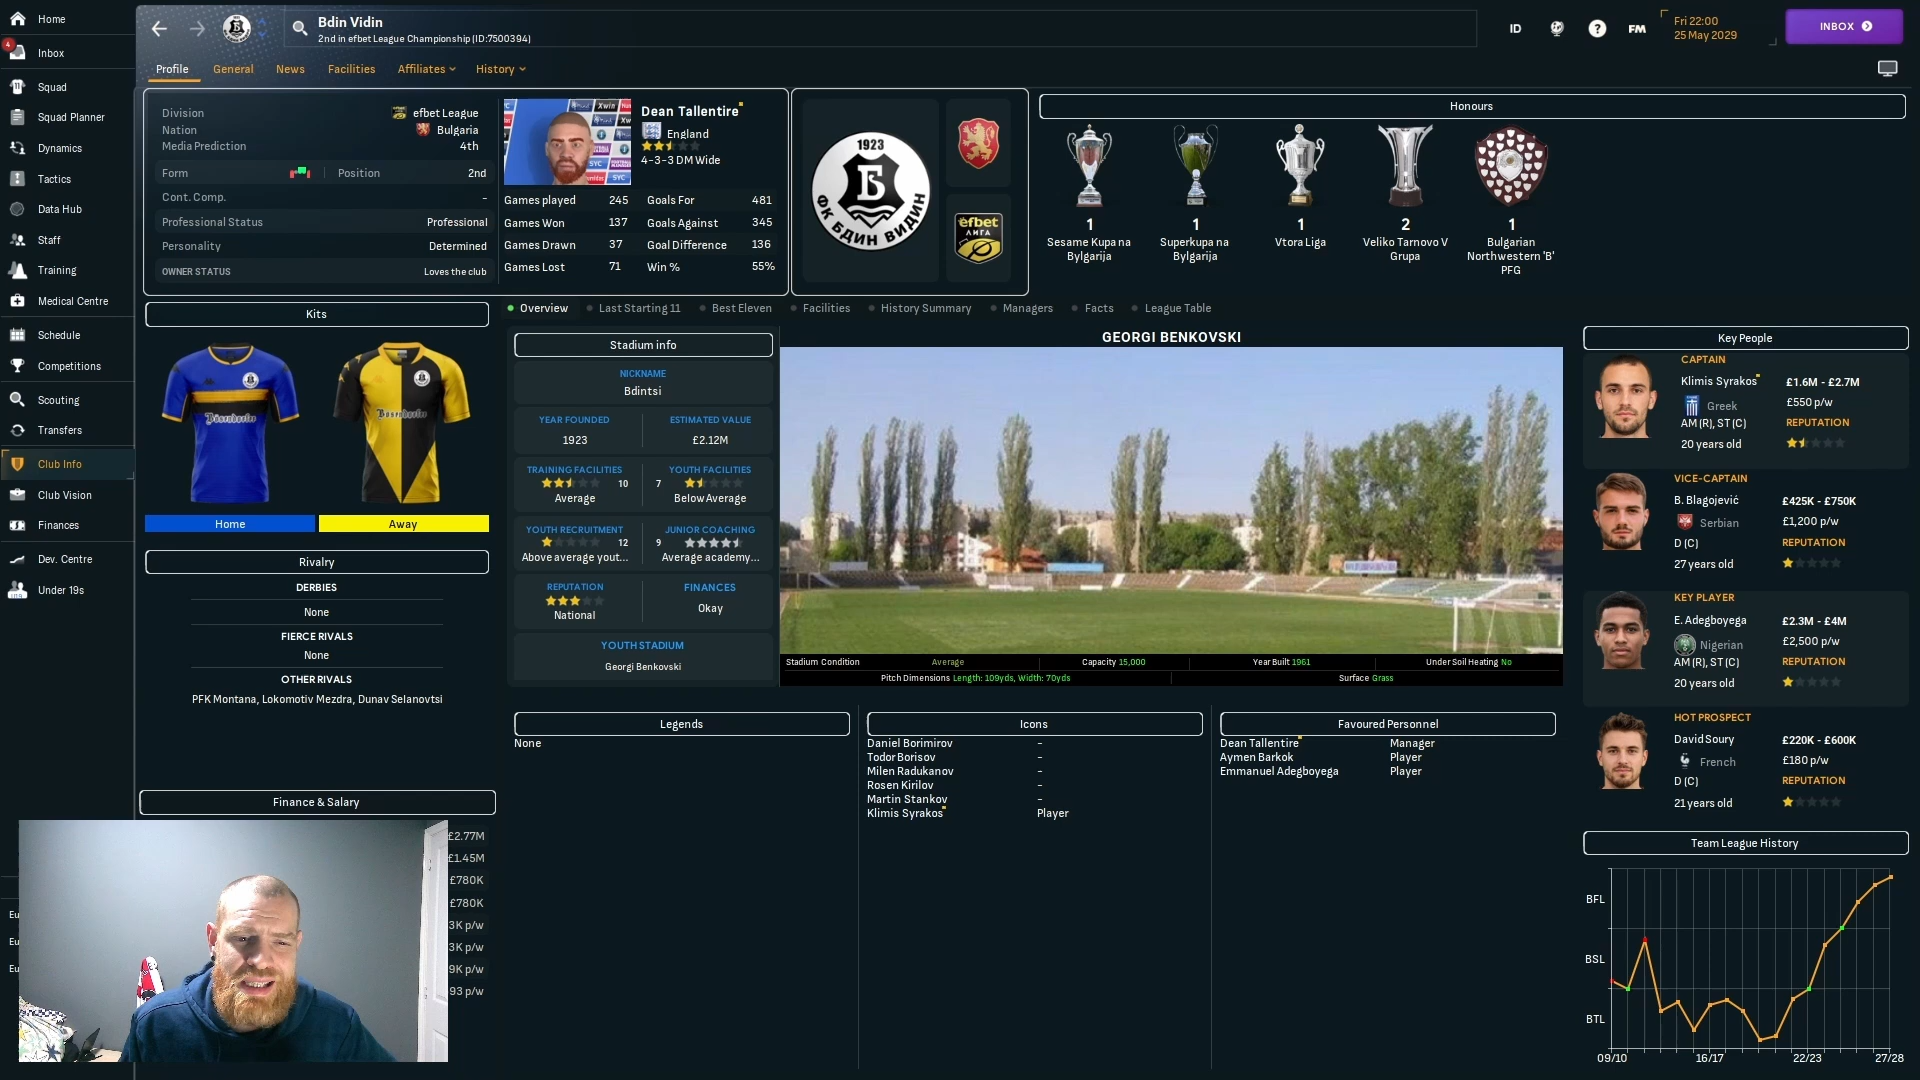 Home
Inbox
Squad
Squad Planner
Dynamics
Tactics
Data Hub
Staff
Training
Medical Centre
Schedule
Competitions
Scouting
Transfers
Club Info
Club Vision
Finances
Dev. Centre
Under 19s
4
Bdin Vidin
2nd in efbet League Championship (ID:7500394)
ID
FM
Fri 22:00
25 May 2029
INBOX
Profile
General
News
Facilities
Affiliates
History
Division efbet League
Nation Bulgaria
Media Prediction 4th
Form
Position 2nd
Cont. Comp. -
Professional Status Professional
Personality Determined
OWNER STATUS Loves the club
Dean Tallentire
England
4-3-3 DM Wide
Games played 245 Goals For 481
Games Won 137 Goals Against 345
Games Drawn 37 Goal Difference 136
Games Lost 71 Win % 55%
1923
Б
ФК БДИН ВИДИН
efbet
ЛИГА
Honours
1
Sesame Kupa na
Bylgarija
1
Superkupa na
Bylgarija
1
Vtora Liga
2
Veliko Tarnovo V
Grupa
1
Bulgarian
Northwestern 'B'
PFG
Kits
Bösendorfer
Bösendorfer
Home
Away
Rivalry
DERBIES
None
FIERCE RIVALS
None
OTHER RIVALS
PFK Montana, Lokomotiv Mezdra, Dunav Selanovtsi
Finance & Salary
£2.77M
£1.45M
£780K
£780K
3K p/w
3K p/w
9K p/w
93 p/w
Eu
Eu
Eu
Overview
Last Starting 11
Best Eleven
Facilities
History Summary
Managers
Facts
League Table
Stadium info
NICKNAME
Bdintsi
YEAR FOUNDED
1923
ESTIMATED VALUE
£2.12M
TRAINING FACILITIES
10
Average
YOUTH FACILITIES
7
Below Average
YOUTH RECRUITMENT
12
Above average yout...
JUNIOR COACHING
9
Average academy...
REPUTATION
National
FINANCES
Okay
YOUTH STADIUM
Georgi Benkovski
GEORGI BENKOVSKI
Stadium Condition Average Capacity 15,000 Year Built 1961 Under Soil Heating No
Pitch Dimensions Length: 109yds, Width: 70yds Surface Grass
Legends
None
Icons
Daniel Borimirov -
Todor Borisov -
Milen Radukanov -
Rosen Kirilov -
Martin Stankov -
Klimis Syrakos Player
Favoured Personnel
Dean Tallentire Manager
Aymen Barkok Player
Emmanuel Adegboyega Player
Key People
CAPTAIN
Klimis Syrakos
Greek
AM (R), ST (C)
20 years old
£1.6M - £2.7M
£550 p/w
REPUTATION
VICE-CAPTAIN
B. Blagojević
Serbian
D (C)
27 years old
£425K - £750K
£1,200 p/w
REPUTATION
KEY PLAYER
E. Adegboyega
Nigerian
AM (R), ST (C)
20 years old
£2.3M - £4M
£2,500 p/w
REPUTATION
HOT PROSPECT
David Soury
French
D (C)
21 years old
£220K - £600K
£180 p/w
REPUTATION
Team League History
BFL
BSL
BTL
09/10 16/17 22/23 27/28